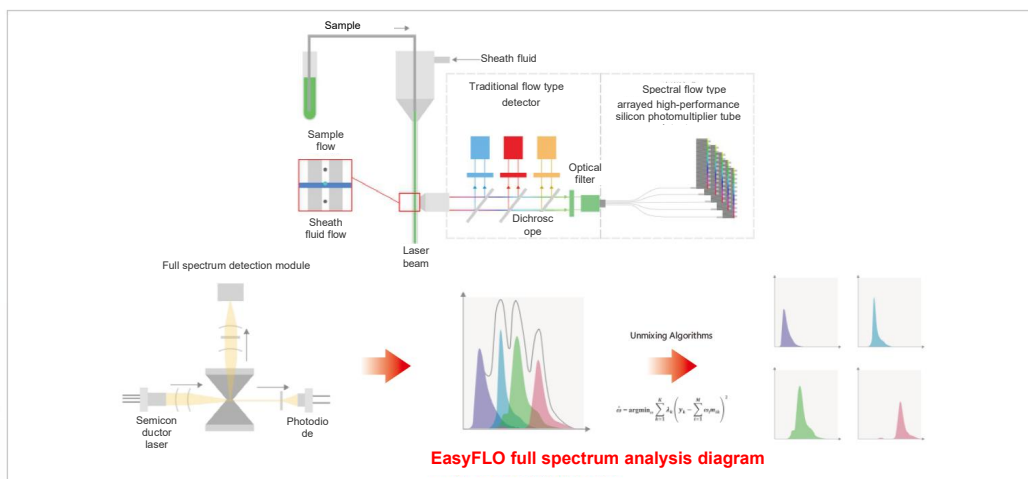 Sample
Sheath fluid
Traditional flow type
detector
Spectral flow type
arrayed high-performance
silicon photomultiplier tube
Sample
flow
Optical
filter
Sheath
fluid flow
Dichrosc
ope
Laser
beam
Full spectrum detection module
Semicon
ductor
laser
Photodio
de
Unmixing Algorithms
EasyFLO full spectrum analysis diagram